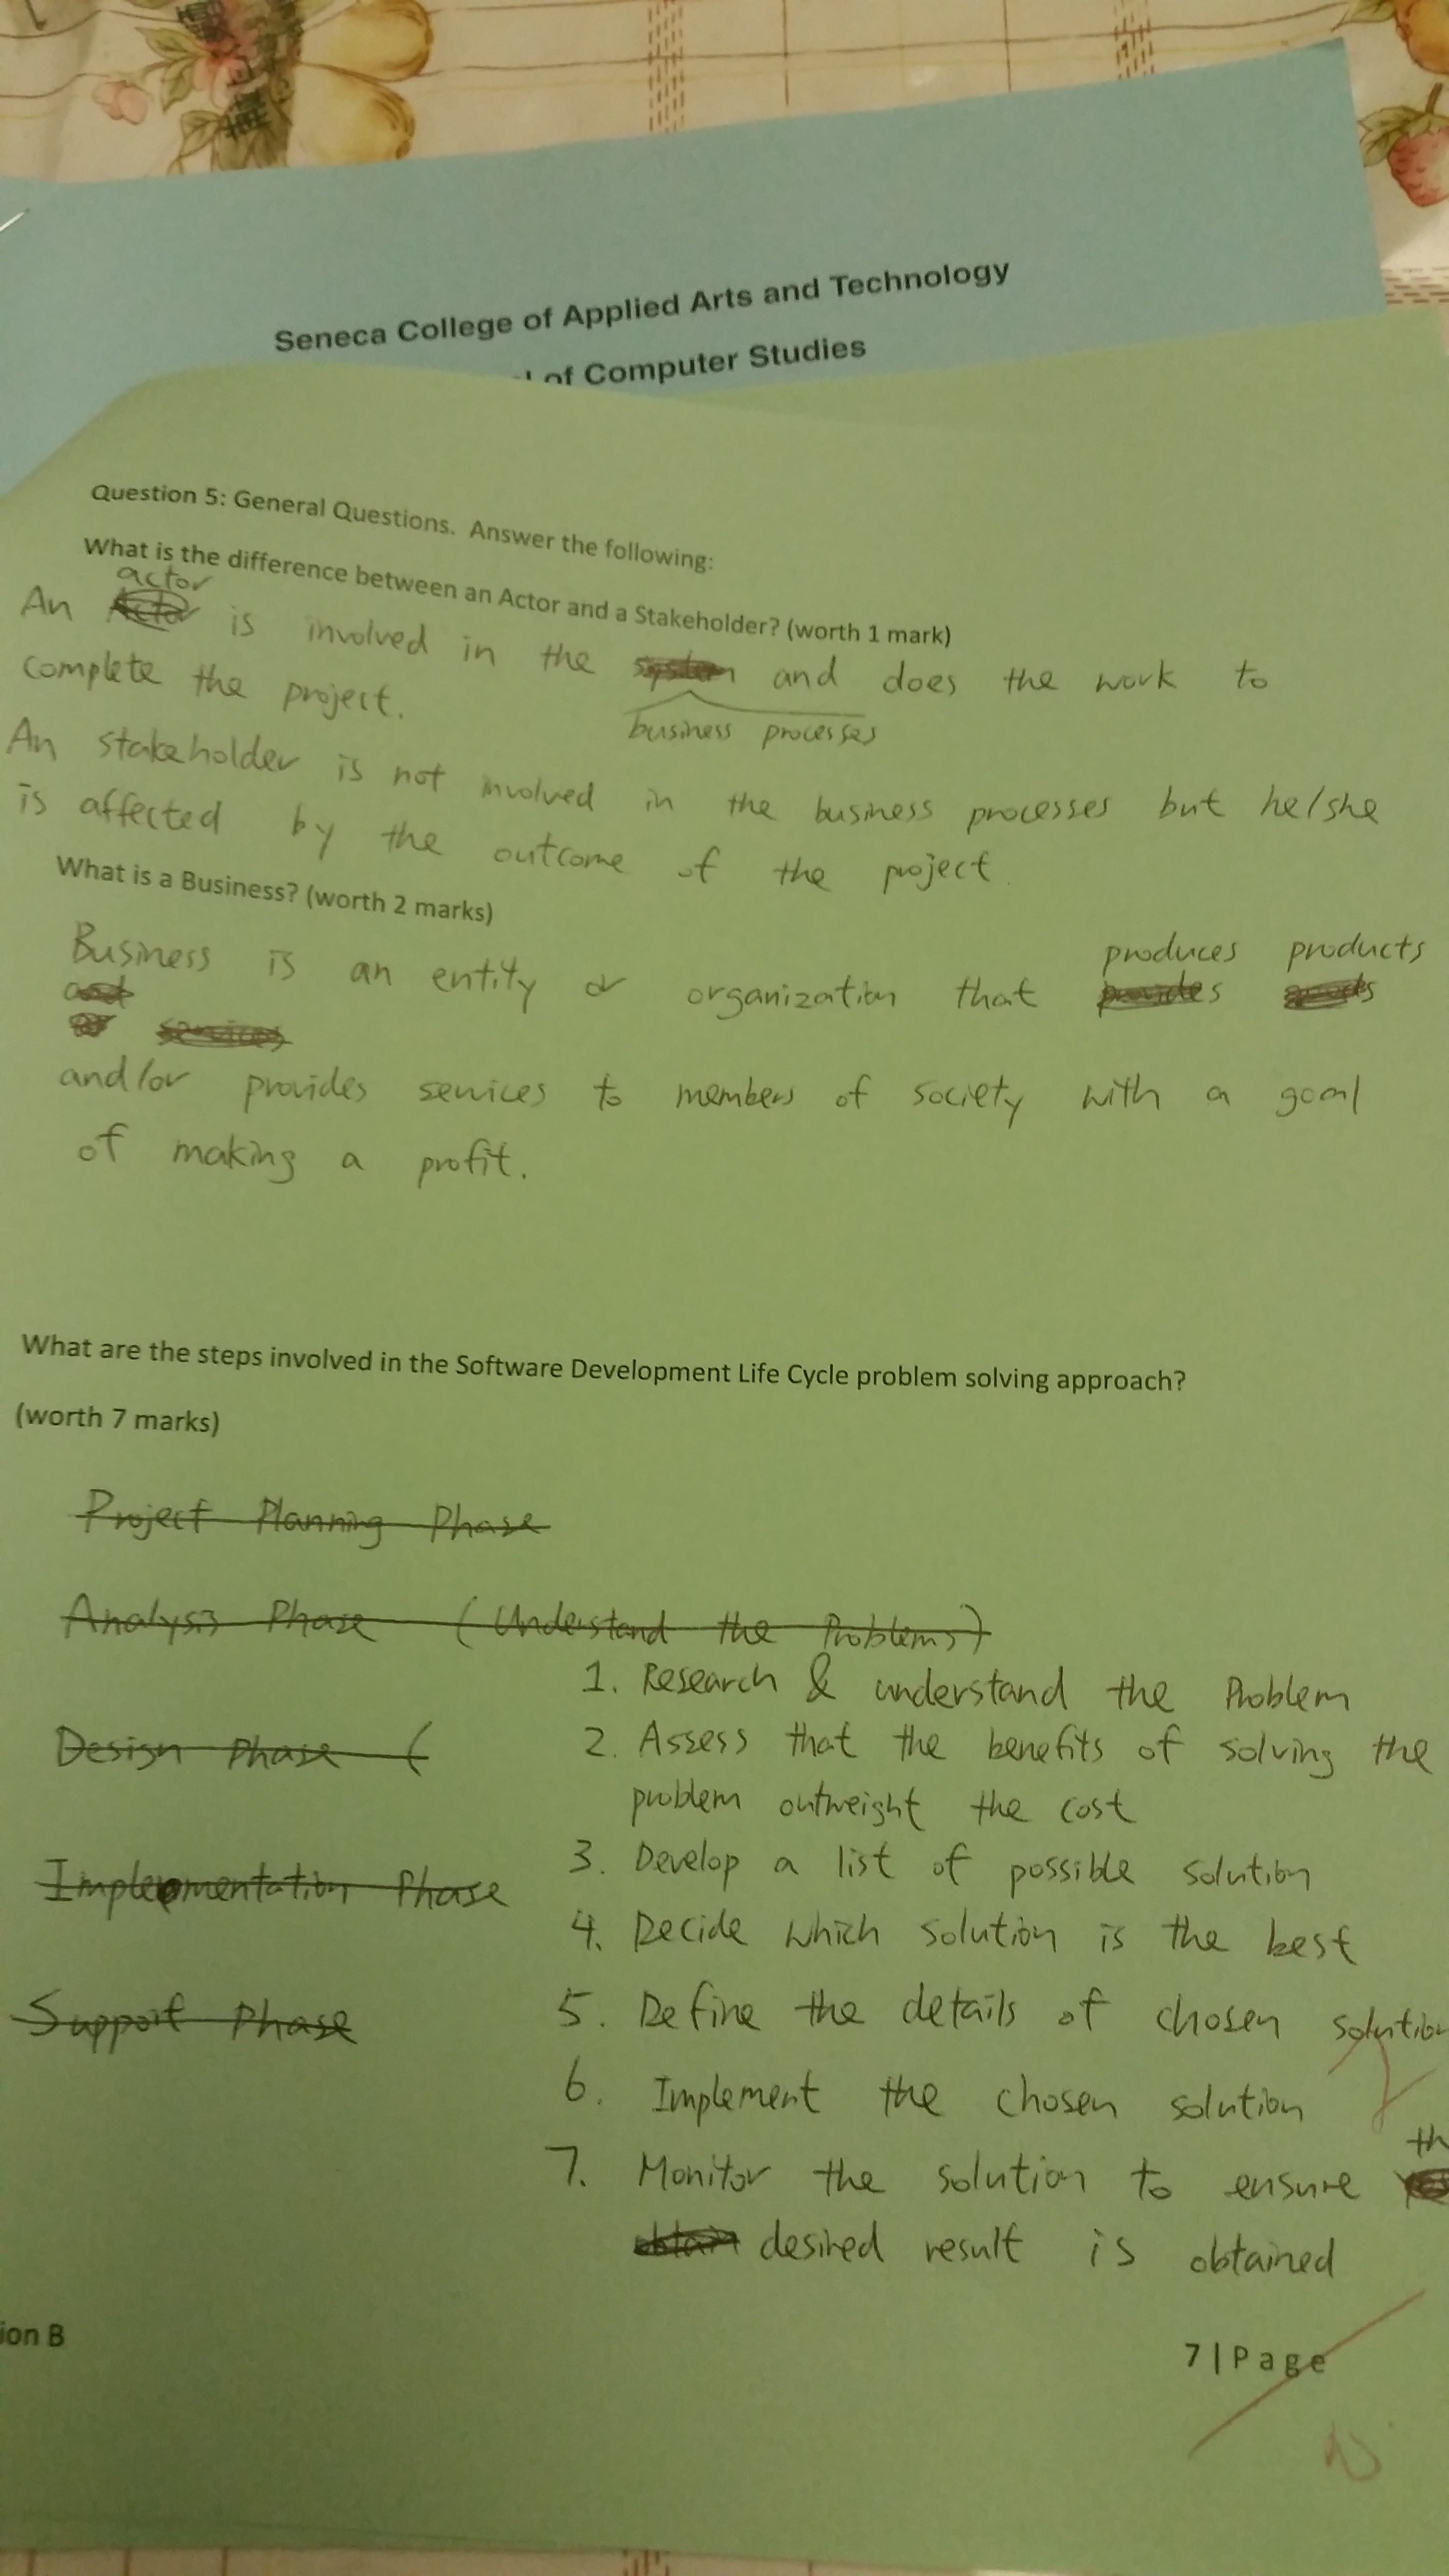 Seneca College of Applied Arts and Technology
of Computer Studies
Question 5: General Questions. Answer the following:
What is the difference between an Actor and a Stakeholder? (worth 1 mark)
actor
An Actor is involved in the system and does the work to
business processes
complete the project.
An stakeholder is not involved in the business processes but he/she
is affected by the outcome of the project.
What is a Business? (worth 2 marks)
produces products
Business is an entity or organization that provides goods
and
or services
and/or provides services to members of society with a goal
of making a profit.
What are the steps involved in the Software Development Life Cycle problem solving approach?
(worth 7 marks)
Project Planning Phase
Analysis Phase (Understand the Problems)
1. Research & understand the Problem
Design Phase (
2. Assess that the benefits of solving the
problem outweight the cost
3. Develop a list of possible solution
Implementation Phase
4. Decide which solution is the best
5. Define the details of chosen solution
Support Phase
6. Implement the chosen solution
th
7. Monitor the solution to ensure
obtain desired result is obtained
ion B
7 | Page